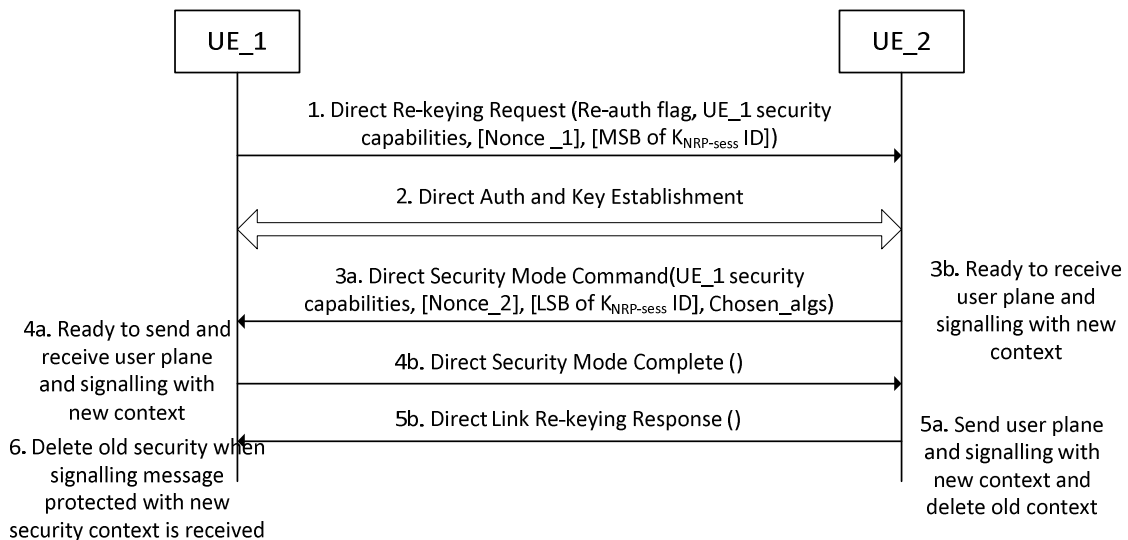 UE_1
UE_2
1. Direct Re-keying Request (Re-auth flag, UE_1 security
capabilities, [Nonce _1], [MSB of KNRP-sess ID])
2. Direct Auth and Key Establishment
3a. Direct Security Mode Command(UE_1 security
capabilities, [Nonce_2], [LSB of KNRP-sess ID], Chosen_algs)
3b. Ready to receive
user plane and
signalling with new
context
4a. Ready to send and
receive user plane
and signalling with
new context
4b. Direct Security Mode Complete ()
5b. Direct Link Re-keying Response ()
5a. Send user plane
and signalling with
new context and
delete old context
6. Delete old security when
signalling message
protected with new
security context is received